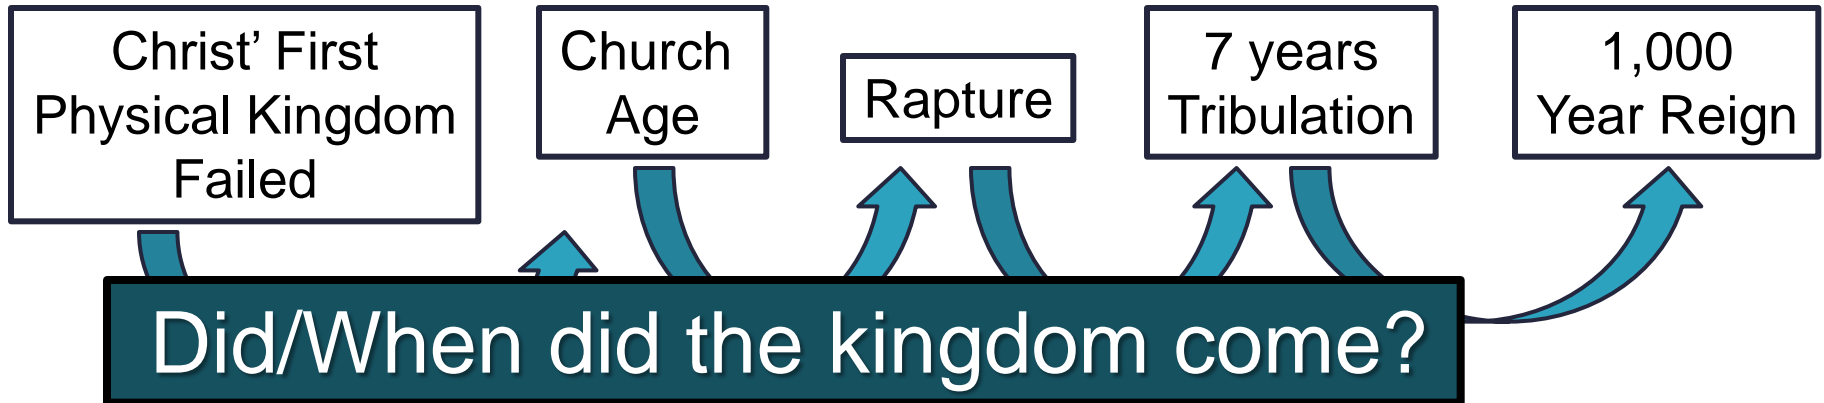 Christ' First
Physical Kingdom
Failed
Church
Age
Rapture
7 years
Tribulation
1,000
Year Reign
Did/When did the kingdom come?